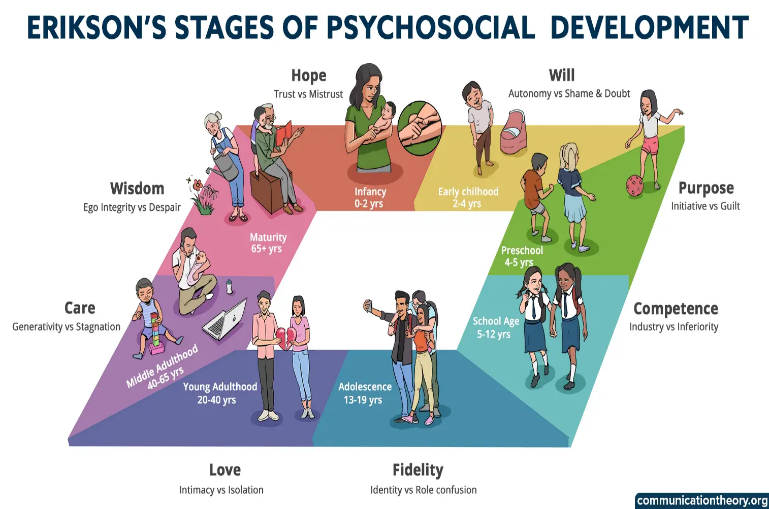 ERIKSON'S STAGES OF PSYCHOSOCIAL DEVELOPMENT
Hope
Trust vs Mistrust
Will
Autonomy vs Shame & Doubt
Infancy
0-2 yrs
Early chilhood
2-4 yrs
Wisdom
Ego Integrity vs Despair
Purpose
Initiative vs Guilt
Maturity
65+ yrs
Preschool
4-5 yrs
Care
Generativity vs Stagnation
Competence
Industry vs Inferiority
School Age
5-12 yrs
Middle Adulthood
40-65 yrs
Young Adulthood
20-40 yrs
Adolescence
13-19 yrs
Love
Intimacy vs Isolation
Fidelity
Identity vs Role confusion
communicationtheory.org